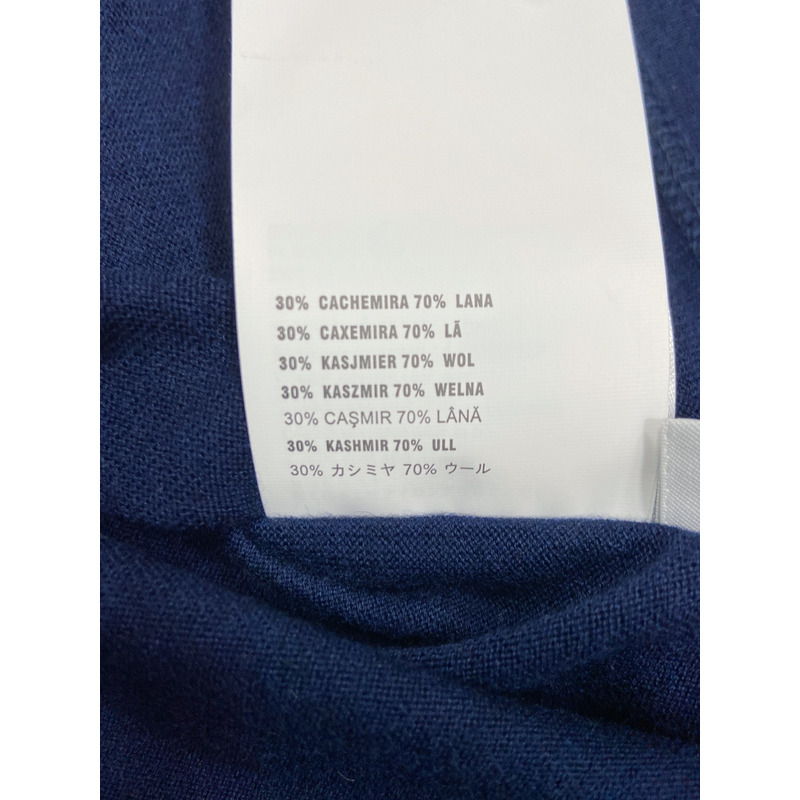 30% CACHEMIRA 70% LANA
30% CAXEMIRA 70% LÃ
30% KASJMIER 70% WOL
30% KASZMIR 70% WELNA
30% CAŞMIR 70% LÂNĂ
30% KASHMIR 70% ULL
30% カシミヤ 70% ウール